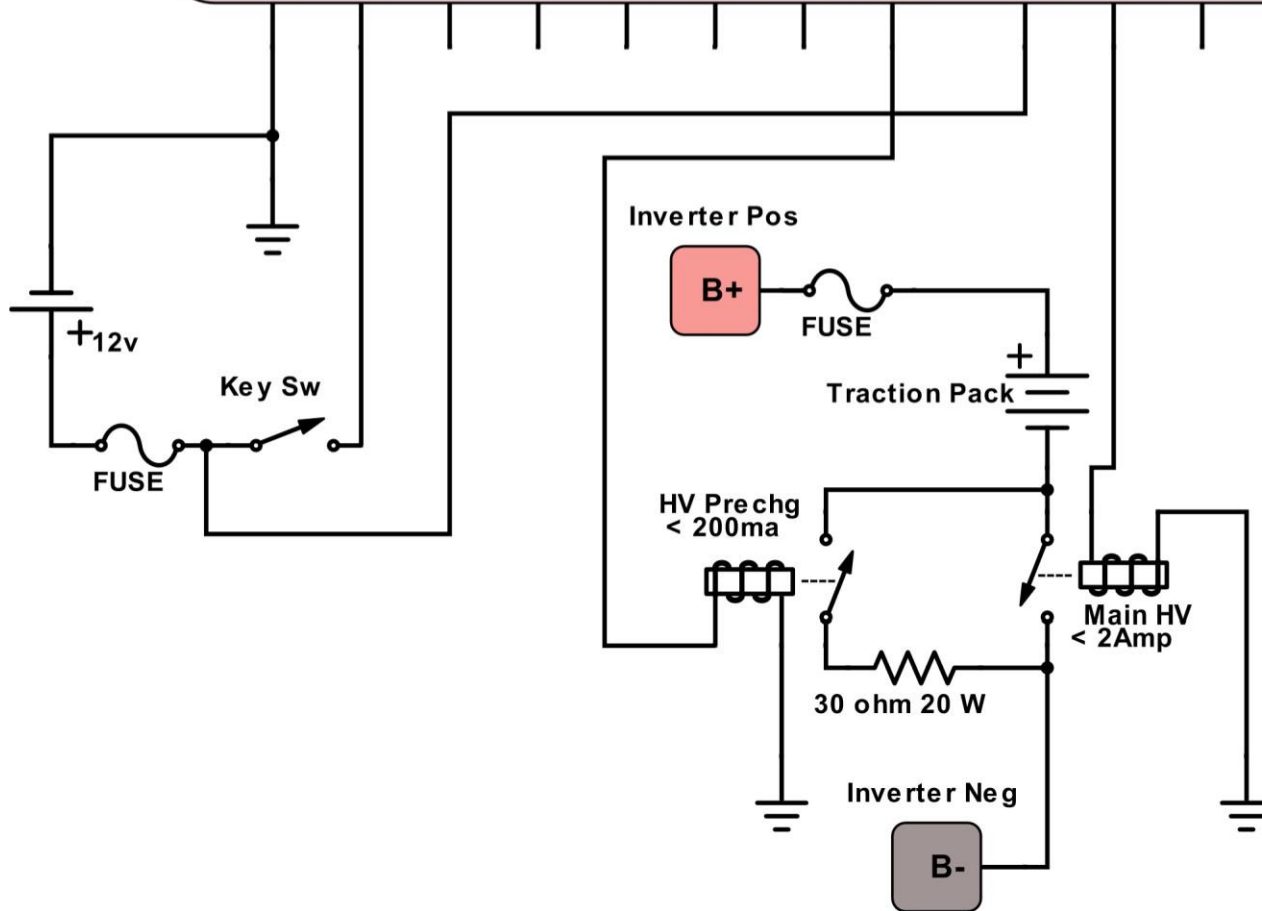 Inverter Pos
B+
FUSE
+
12v
Key Sw
+
Traction Pack
FUSE
HV Prechg
< 200ma
Main HV
< 2Amp
30 ohm 20 W
Inverter Neg
B-